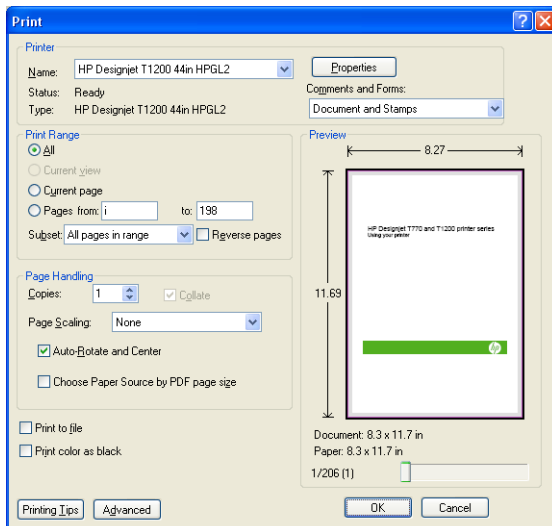 Print
Printer
Name: HP Designjet T1200 44in HPGL2 Properties
Status: Ready Comments and Forms:
Type: HP Designjet T1200 44in HPGL2 Document and Stamps
Print Range
All
Current view
Current page
Pages from: i to: 198
Subset: All pages in range Reverse pages
Page Handling
Copies: 1 Collate
Page Scaling: None
Auto-Rotate and Center
Choose Paper Source by PDF page size
Print to file
Print color as black
Preview
8.27
11.69
HP Designjet T770 and T1200 printer series
Using your printer
hp
Document: 8.3 x 11.7 in
Paper: 8.3 x 11.7 in
1/206 (1)
Printing Tips Advanced OK Cancel